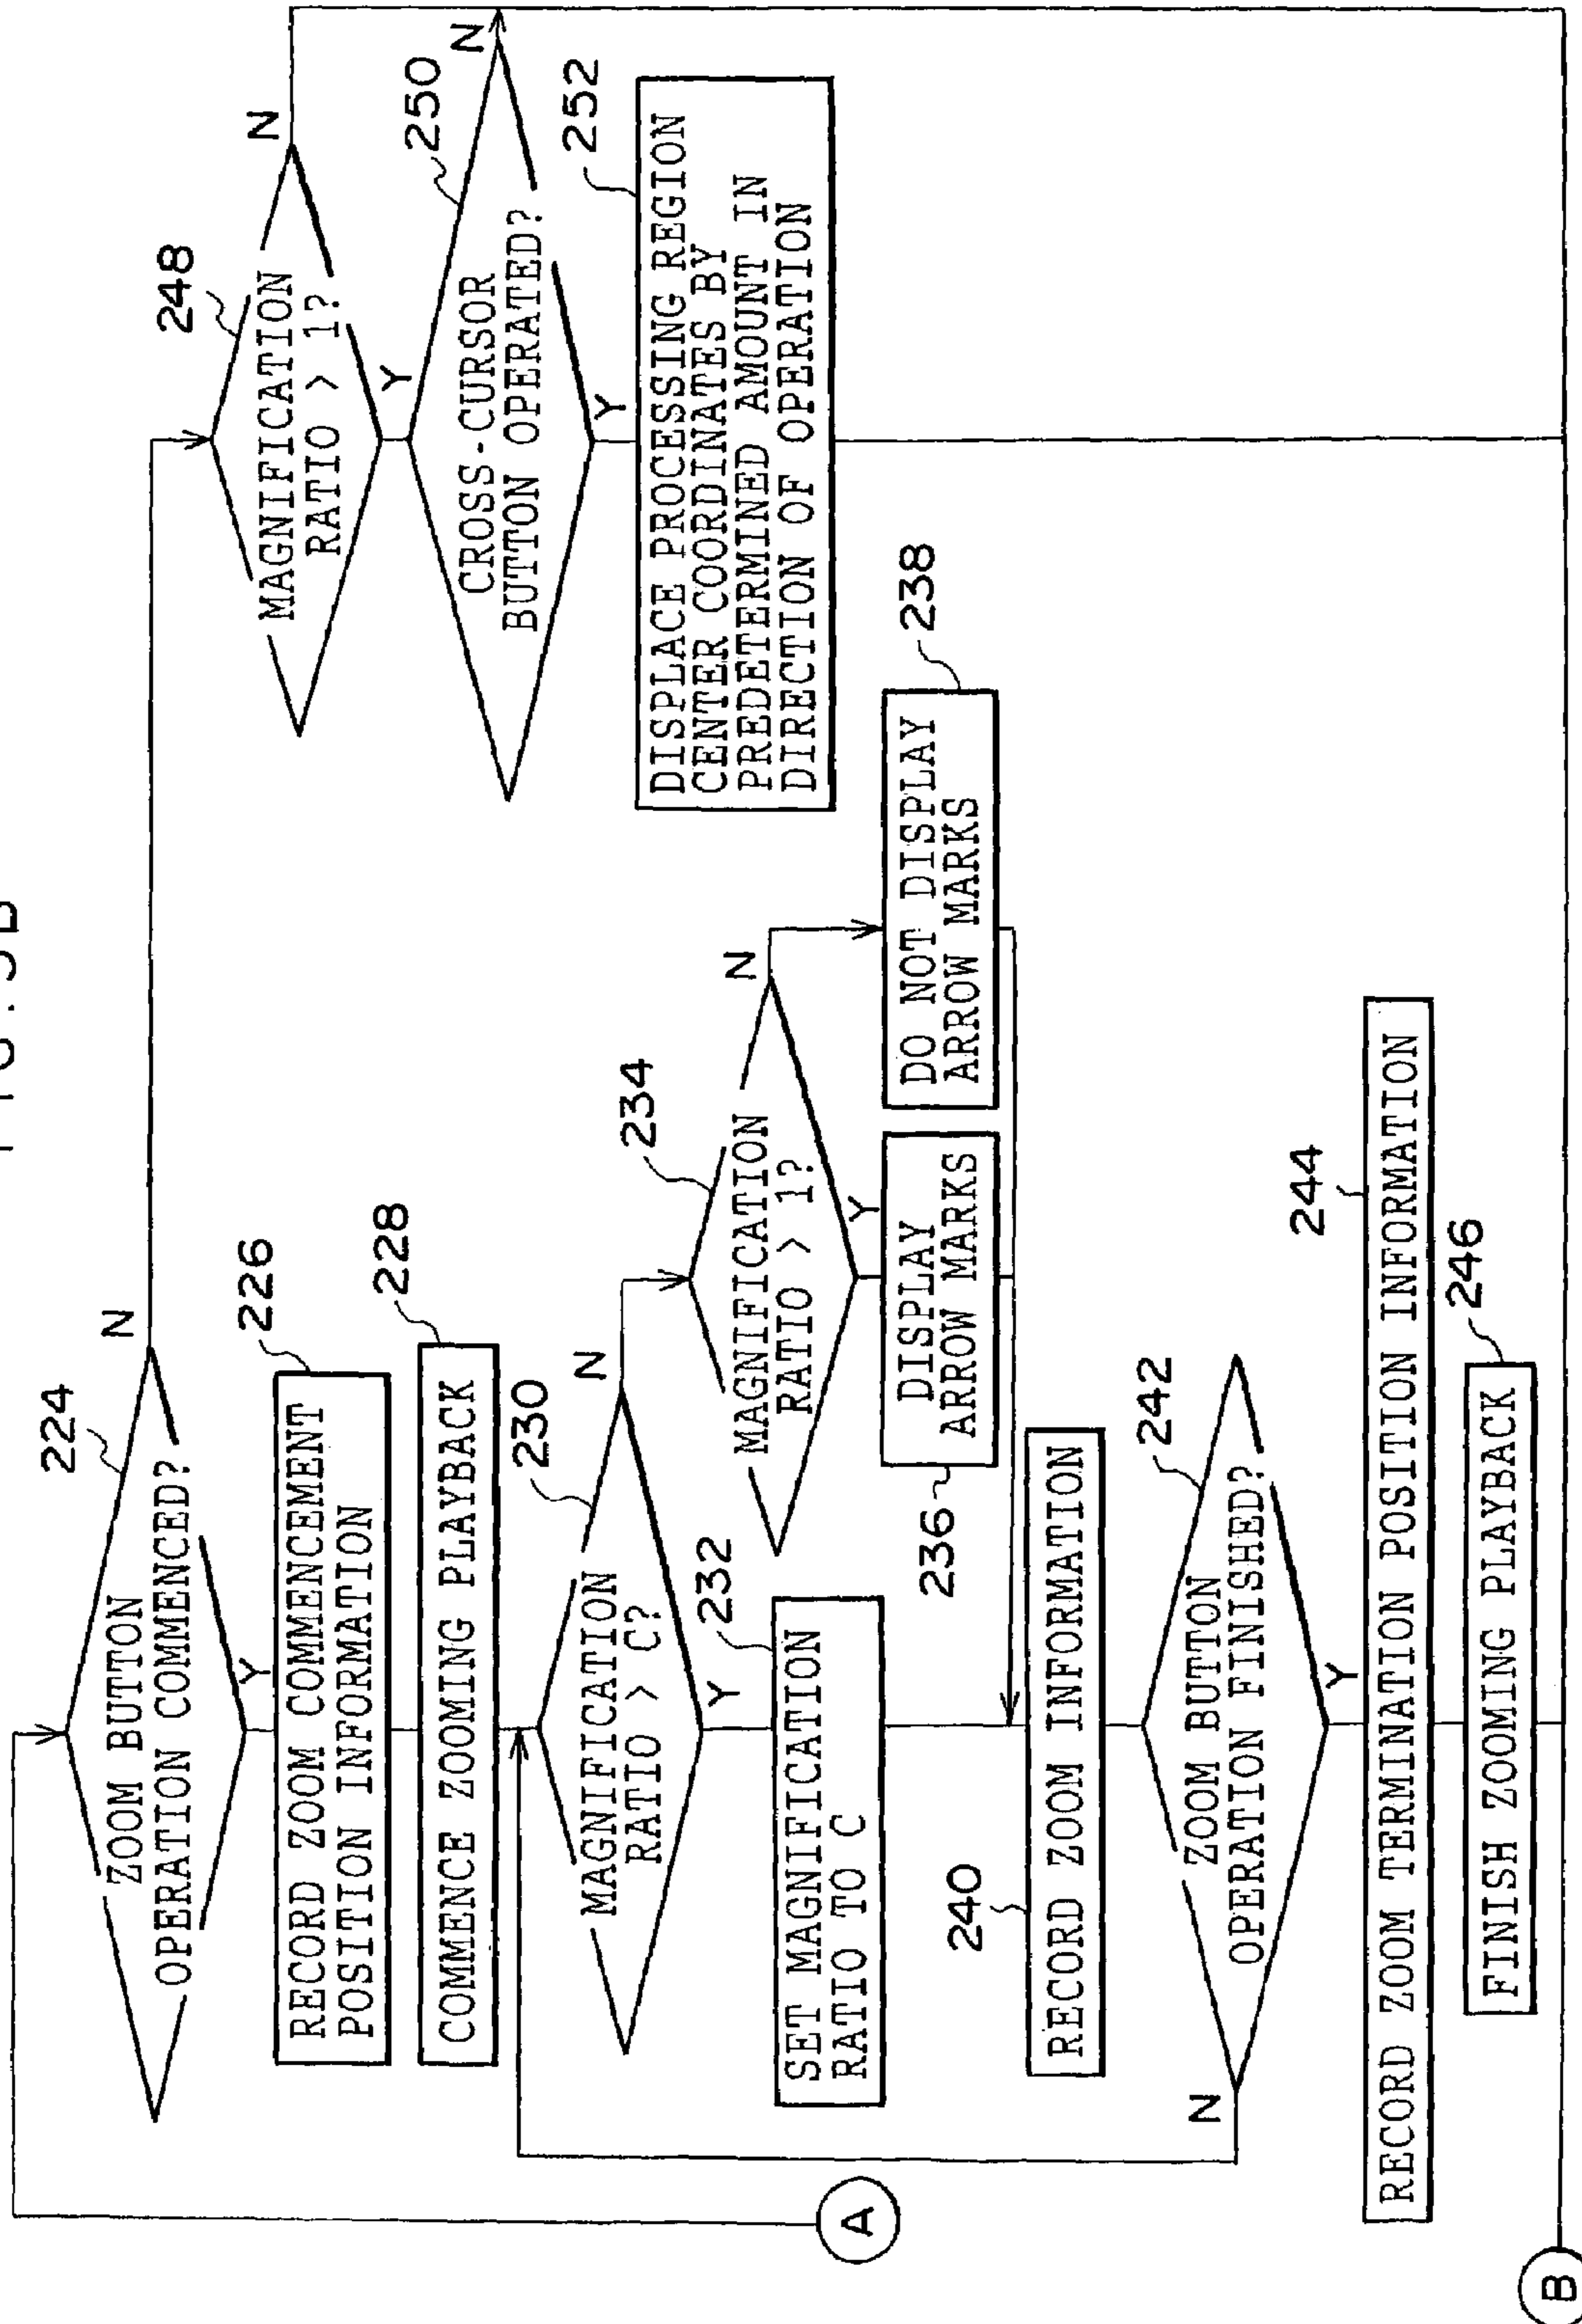 224
ZOOM BUTTON
OPERATION COMMENCED?
N
Y
226
RECORD ZOOM COMMENCEMENT
POSITION INFORMATION
228
COMMENCE ZOOMING PLAYBACK
230
MAGNIFICATION
RATIO > C?
N
Y
232
SET MAGNIFICATION
RATIO TO C
234
MAGNIFICATION
RATIO > 1?
N
Y
236
DISPLAY
ARROW MARKS
238
DO NOT DISPLAY
ARROW MARKS
240
RECORD ZOOM INFORMATION
242
ZOOM BUTTON
OPERATION FINISHED?
N
Y
244
RECORD ZOOM TERMINATION POSITION INFORMATION
246
FINISH ZOOMING PLAYBACK
248
MAGNIFICATION
RATIO > 1?
N
Y
250
CROSS-CURSOR
BUTTON OPERATED?
N
Y
252
DISPLACE PROCESSING REGION
CENTER COORDINATES BY
PREDETERMINED AMOUNT IN
DIRECTION OF OPERATION
A
B